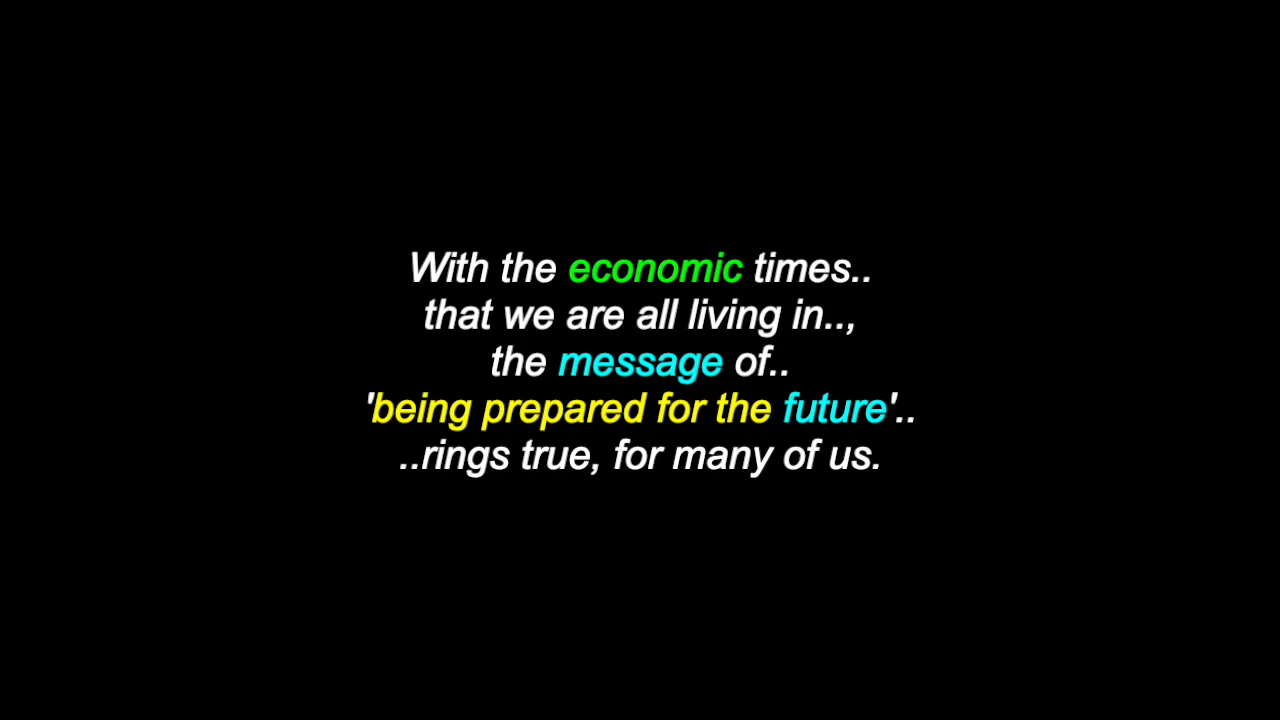 With the economic times..
that we are all living in..,
the message of..
'being prepared for the future'..
..rings true, for many of us.